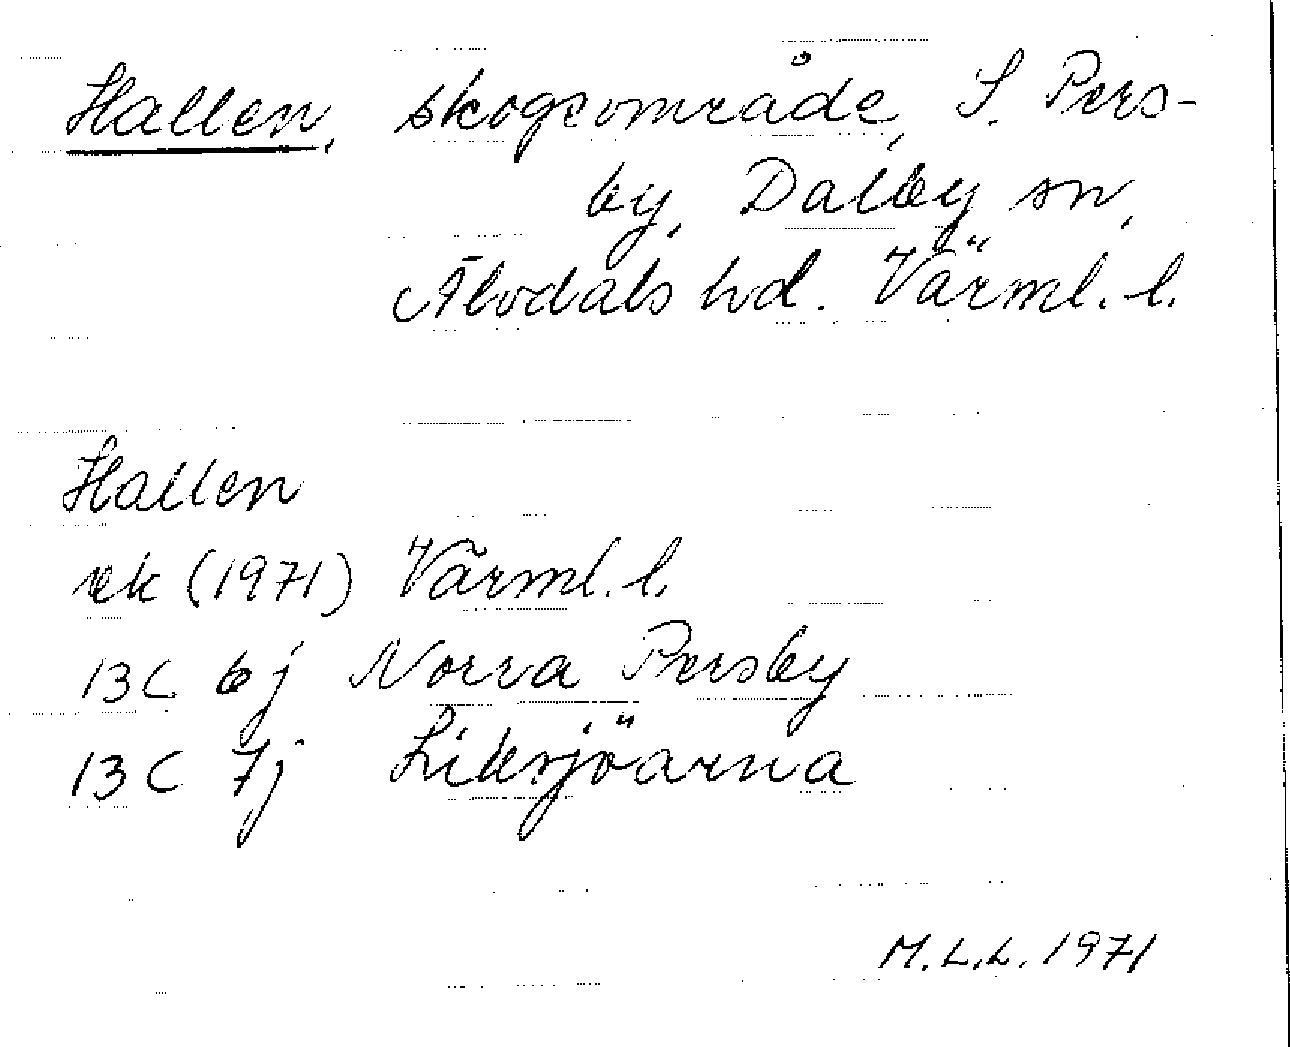 Hallen, skogsområde, S. Pers-
by, Dalby sn,
Älvdals hd. Värml. l.
Hallen
ek (1971) Värml. l.
13C 6j Norra Persby
13C 7j Liksjöarna
M.L.L. 1971